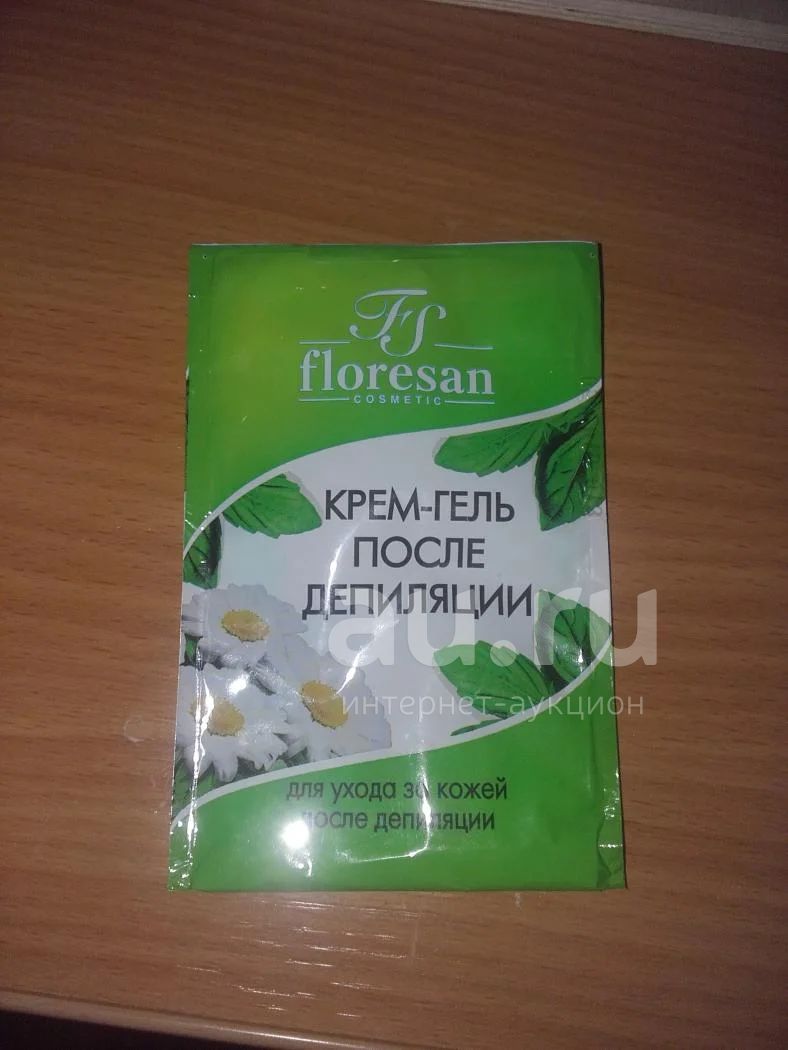 FS
floresan
COSMETIC
КРЕМ-ГЕЛЬ
ПОСЛЕ
ДЕПИЛЯЦИИ
au.ru
интернет-аукцион
для ухода за кожей
после депиляции